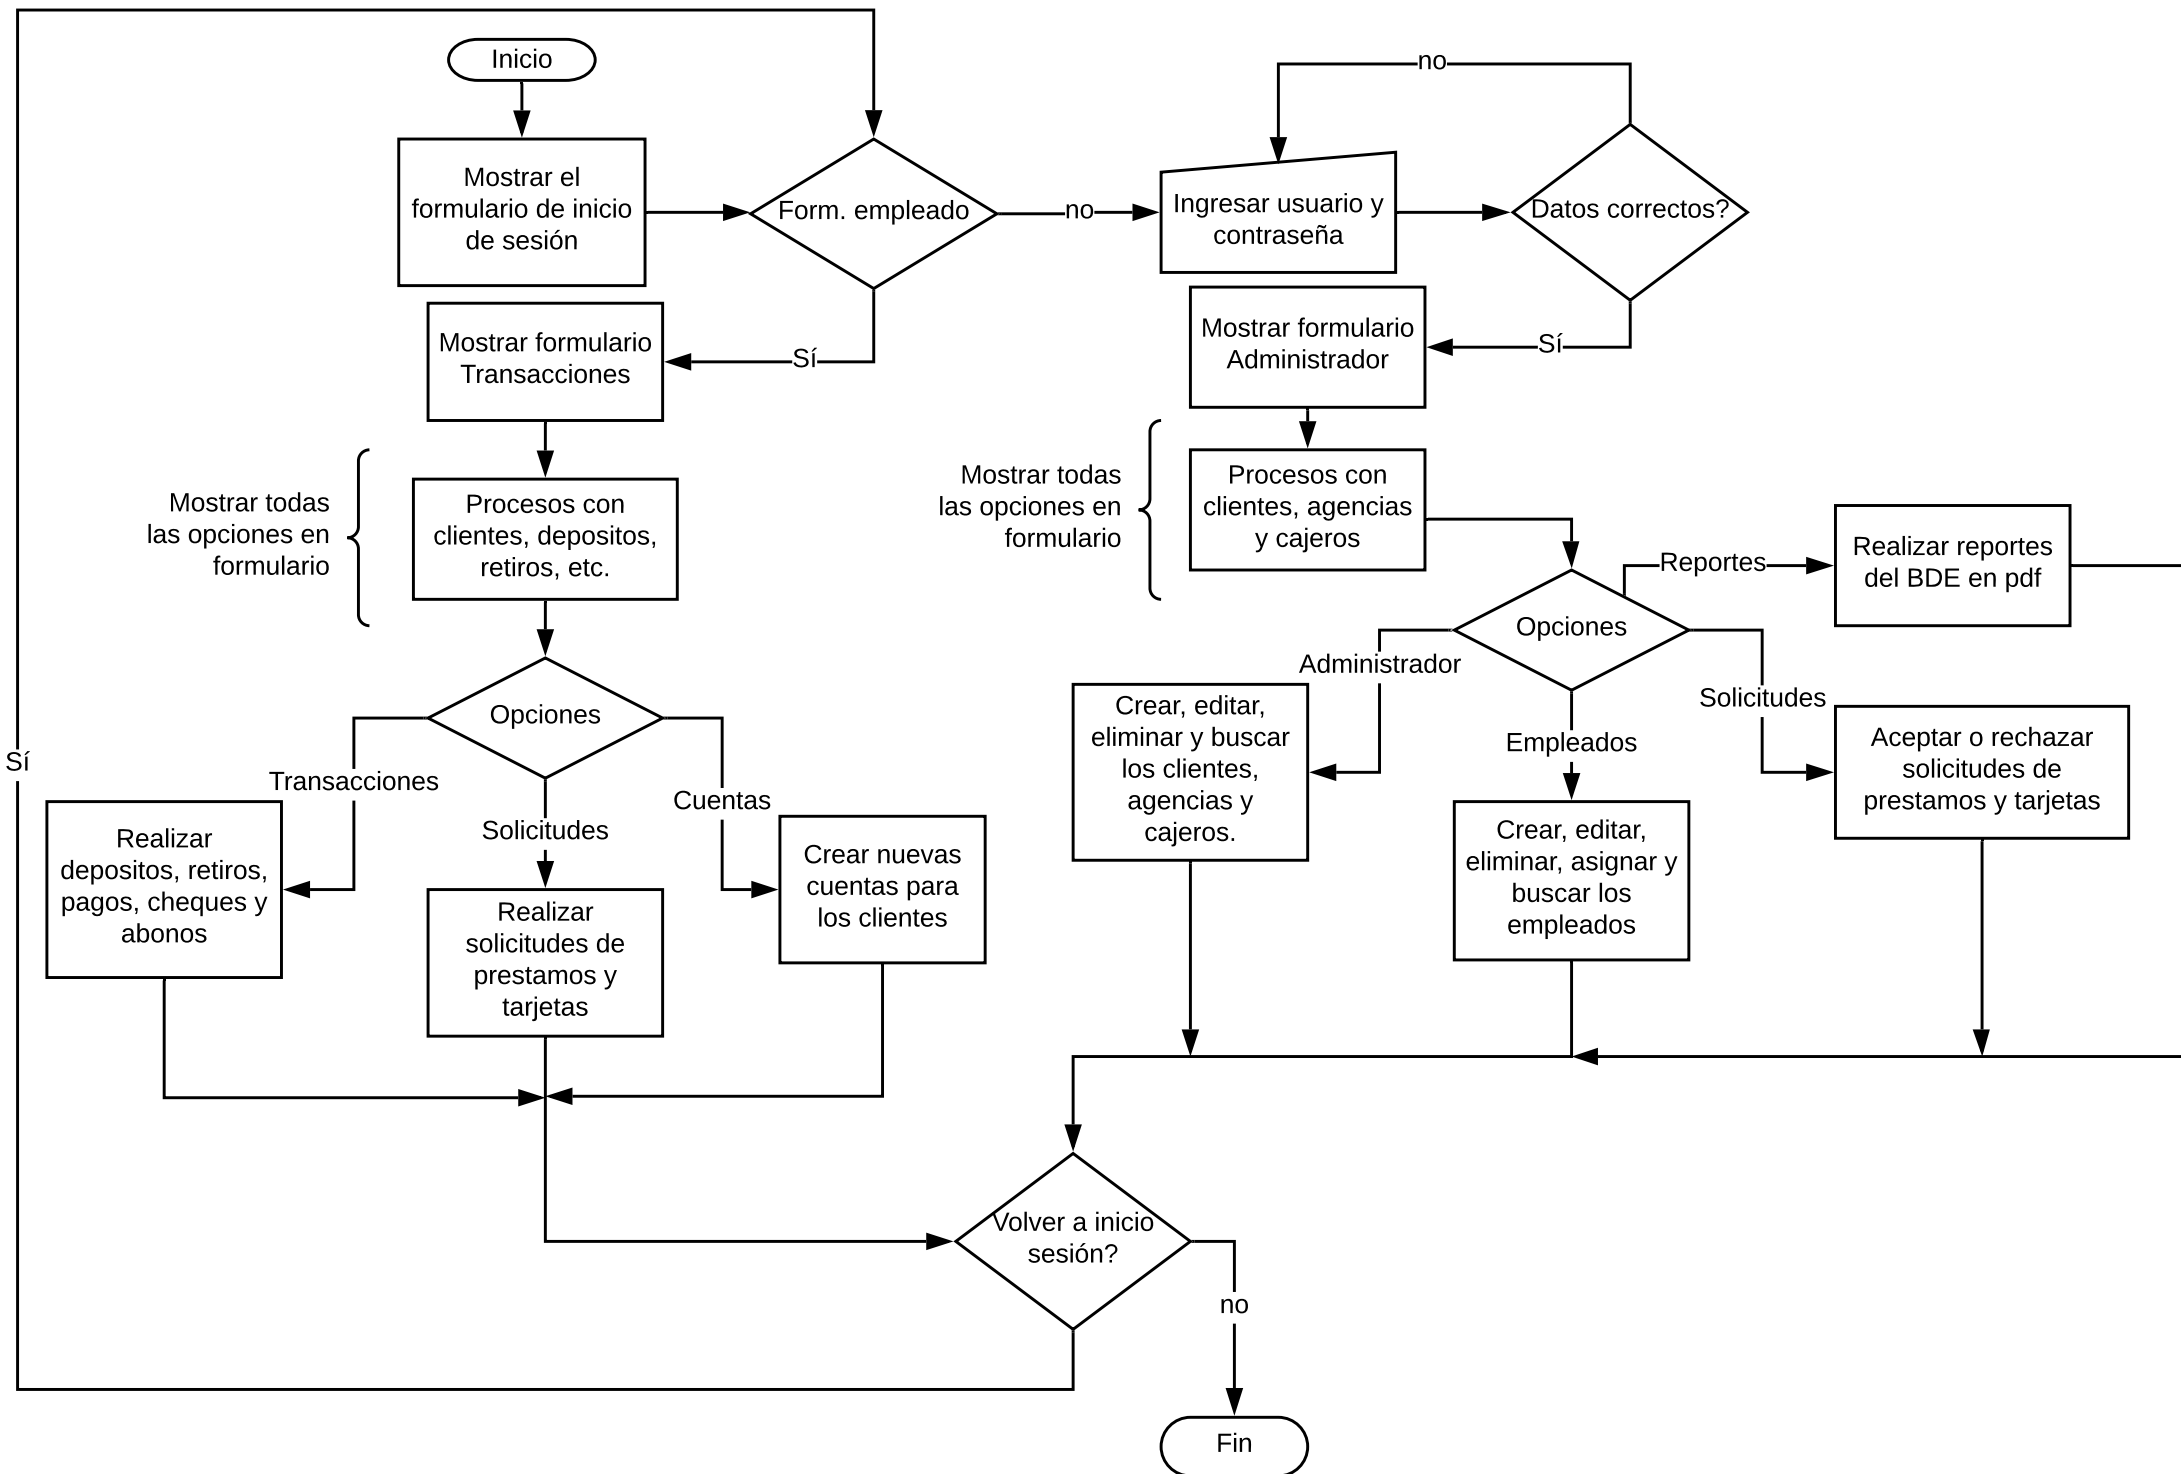 Inicio
Mostrar el
formulario de inicio
de sesión
Form. empleado
no
Ingresar usuario y
contraseña
no
Datos correctos?
Sí
Mostrar formulario
Transacciones
Sí
Mostrar formulario
Administrador
Mostrar todas
las opciones en
formulario
Procesos con
clientes, depositos,
retiros, etc.
Mostrar todas
las opciones en
formulario
Procesos con
clientes, agencias
y cajeros
Opciones
Reportes
Realizar reportes
del BDE en pdf
Administrador
Crear, editar,
eliminar y buscar
los clientes,
agencias y
cajeros.
Empleados
Crear, editar,
eliminar, asignar y
buscar los
empleados
Solicitudes
Aceptar o rechazar
solicitudes de
prestamos y tarjetas
Opciones
Transacciones
Realizar
depositos, retiros,
pagos, cheques y
abonos
Solicitudes
Realizar
solicitudes de
prestamos y
tarjetas
Cuentas
Crear nuevas
cuentas para
los clientes
Sí
Volver a inicio
sesión?
no
Fin